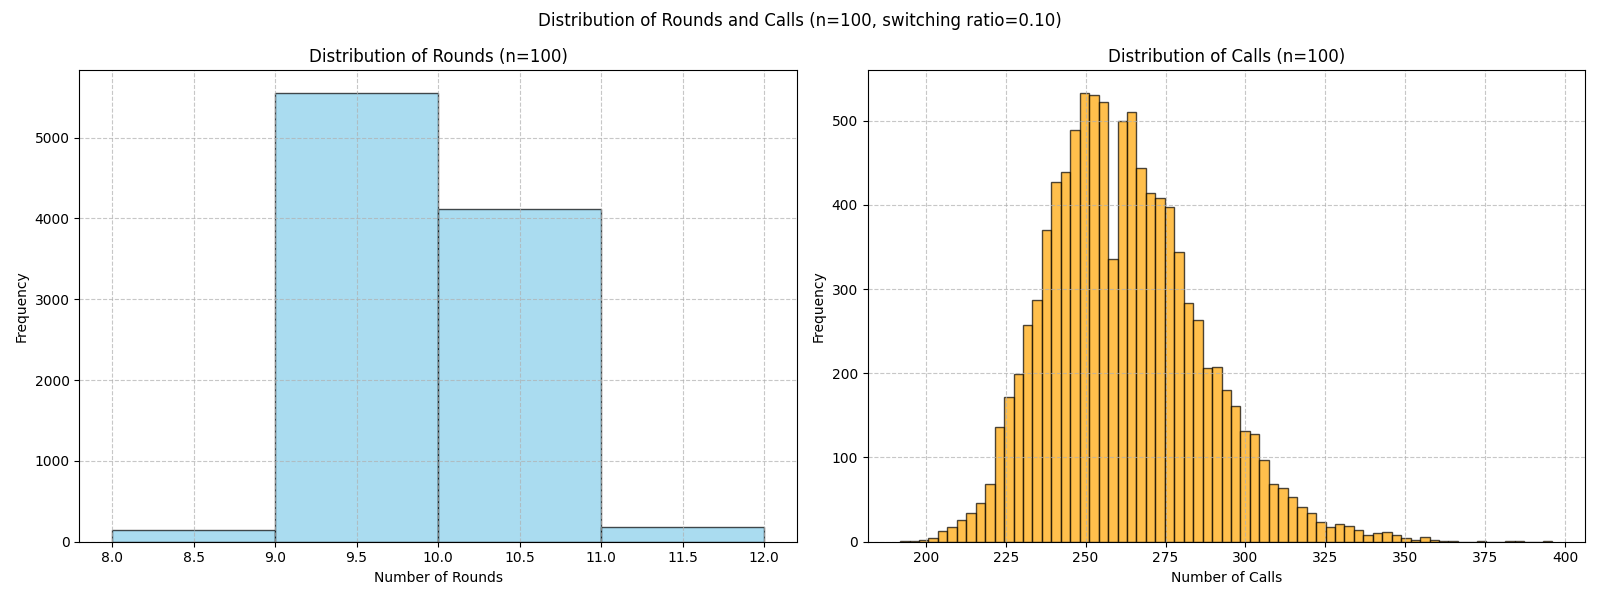 Distribution of Rounds and Calls (n=100, switching ratio=0.10)
Distribution of Rounds (n=100)
Frequency
5000
4000
3000
2000
1000
0
8.0 8.5 9.0 9.5 10.0 10.5 11.0 11.5 12.0
Number of Rounds
Distribution of Calls (n=100)
Frequency
500
400
300
200
100
0
200 225 250 275 300 325 350 375 400
Number of Calls